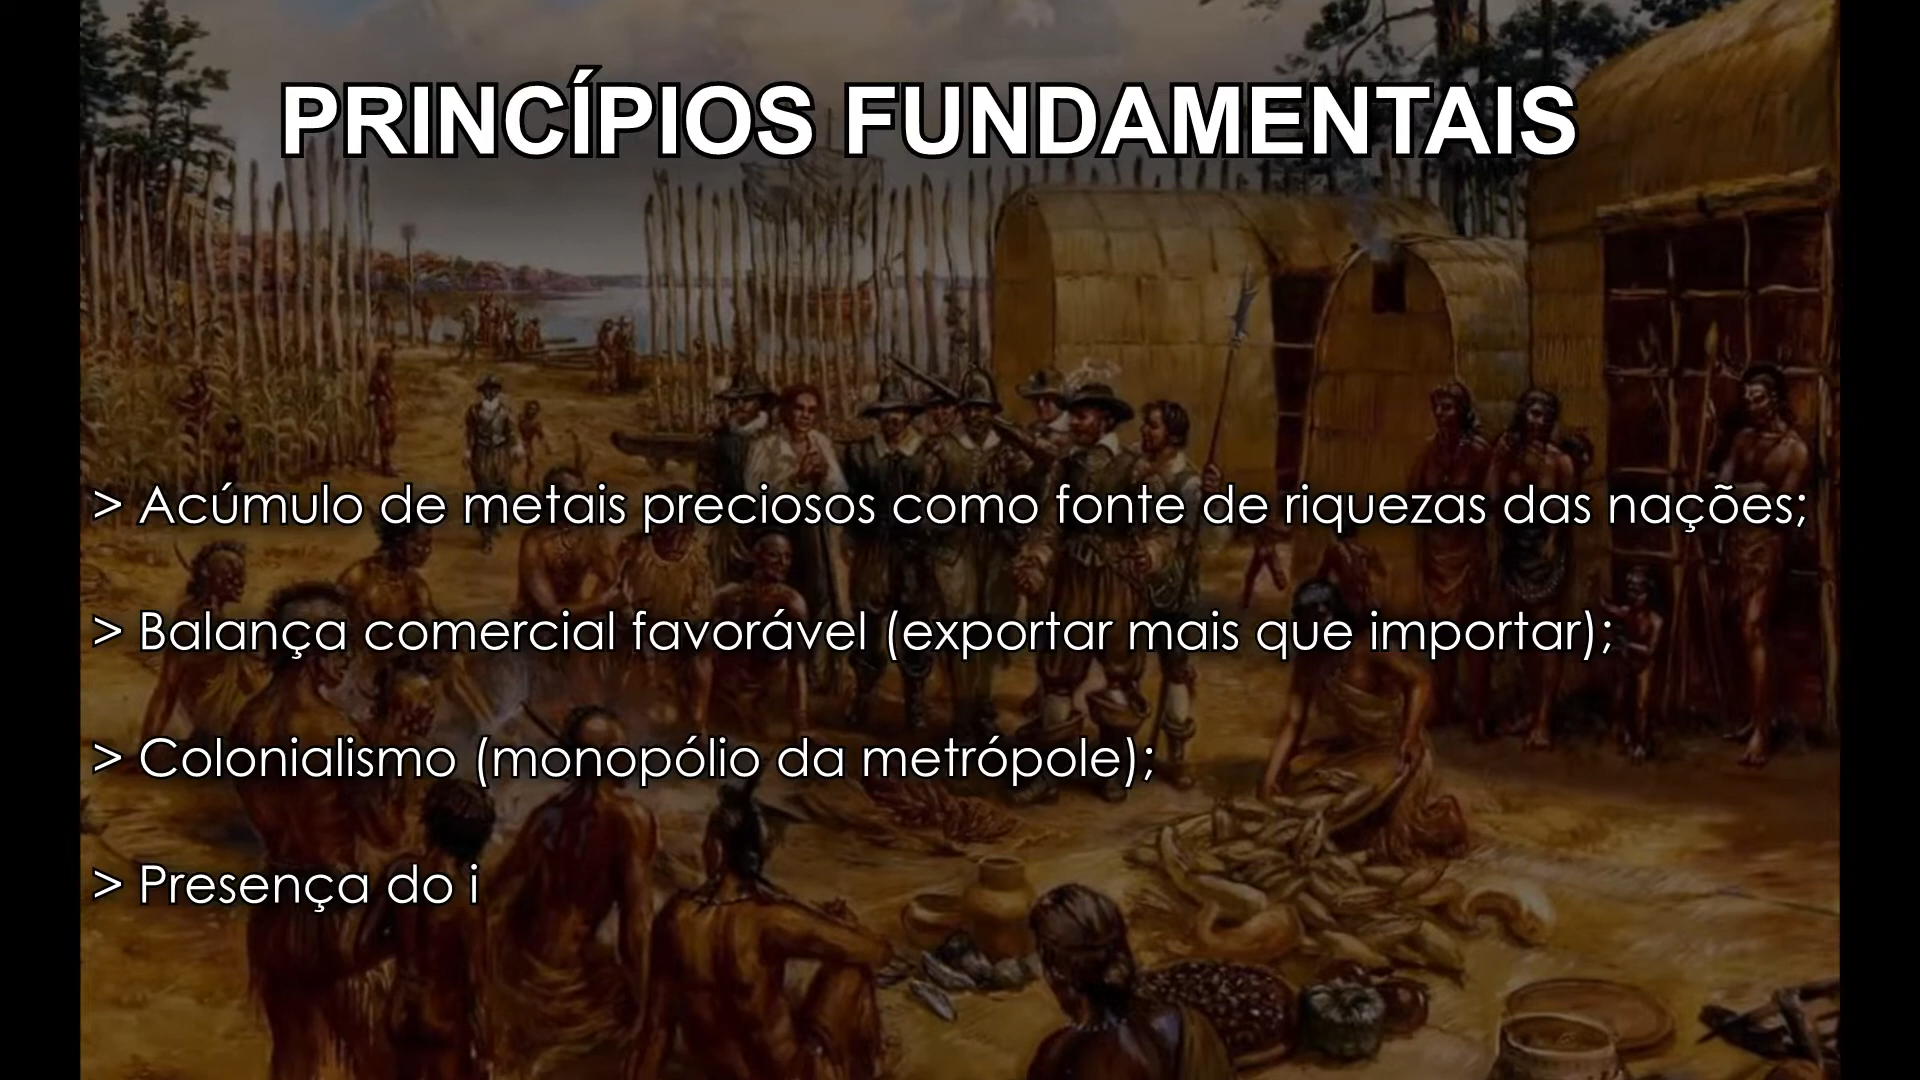 PRINCÍPIOS FUNDAMENTAIS
> Acúmulo de metais preciosos como fonte de riquezas das nações;
> Balança comercial favorável (exportar mais que importar);
> Colonialismo (monopólio da metrópole);
> Presença do i